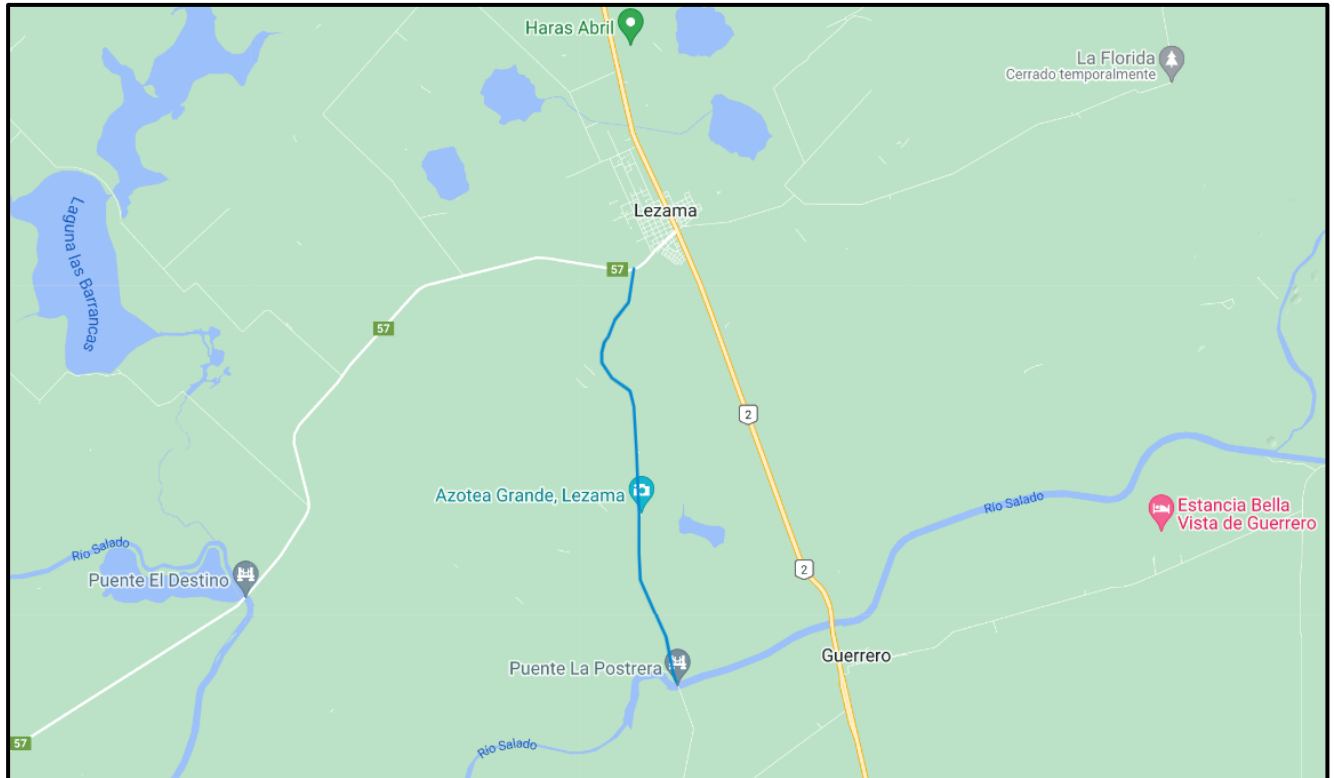 Haras Abril
La Florida
Cerrado temporalmente
Laguna las Barrancas
Lezama
57
57
2
Azotea Grande, Lezama
Río Salado
Estancia Bella
Vista de Guerrero
Río Salado
Puente El Destino
2
Guerrero
Puente La Postrera
57
Río Salado